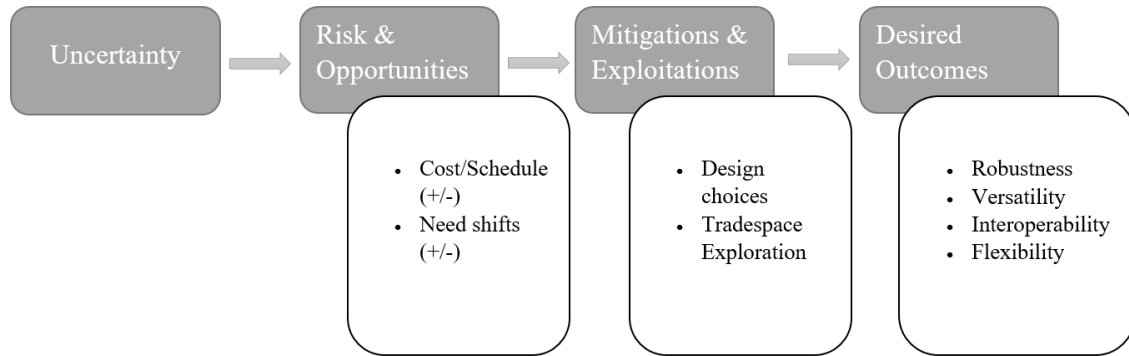 Uncertainty
Risk &
Opportunities
Mitigations &
Exploitations
Desired
Outcomes
• Cost/Schedule
(+/-)
• Need shifts
(+/-)
• Design
choices
• Tradespace
Exploration
• Robustness
• Versatility
• Interoperability
• Flexibility